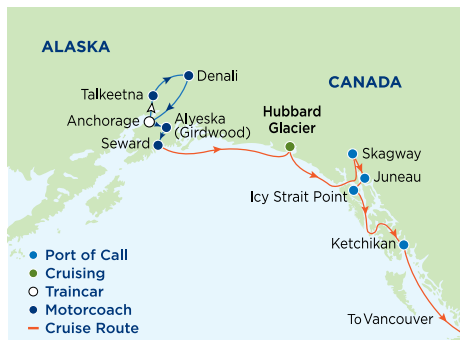 ALASKA
Denali
CANADA
Talkeetna
Anchorage
Alyeska
(Girdwood)
Hubbard
Glacier
Seward
Skagway
Juneau
Icy Strait Point
Ketchikan
Port of Call
Cruising
Traincar
Motorcoach
Cruise Route
To Vancouver